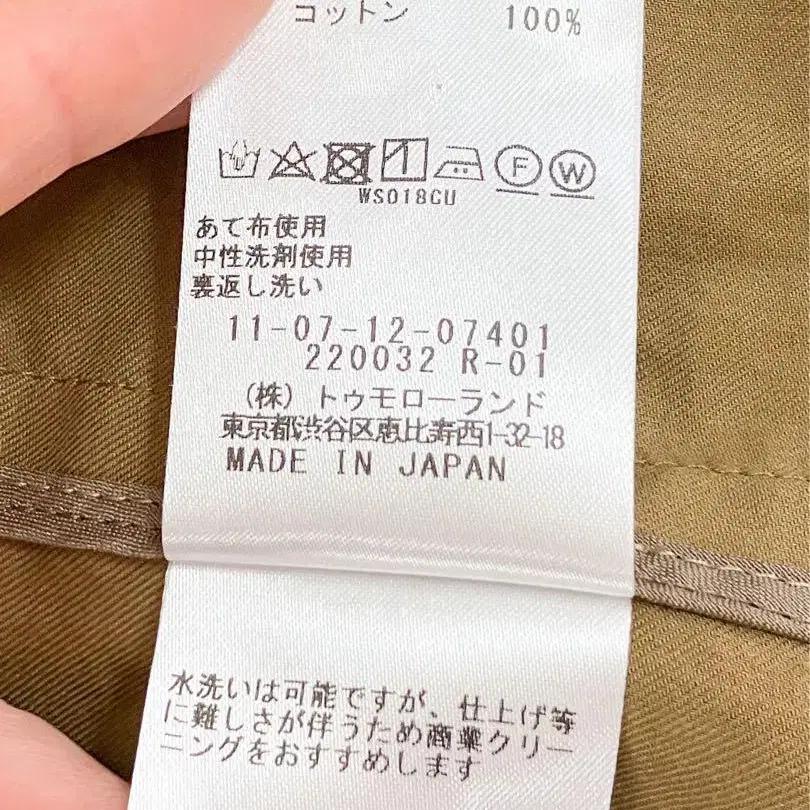 コットン 100%
F W
WS018CU
あて布使用
中性洗剤使用
裏返し洗い
11-07-12-07401
220032 R-01
(株) トゥモローランド
東京都渋谷区恵比寿西1-32-18
MADE IN JAPAN
水洗いは可能ですが、仕上げ等
に難しさが伴うため商業クリー
ニングをおすすめします